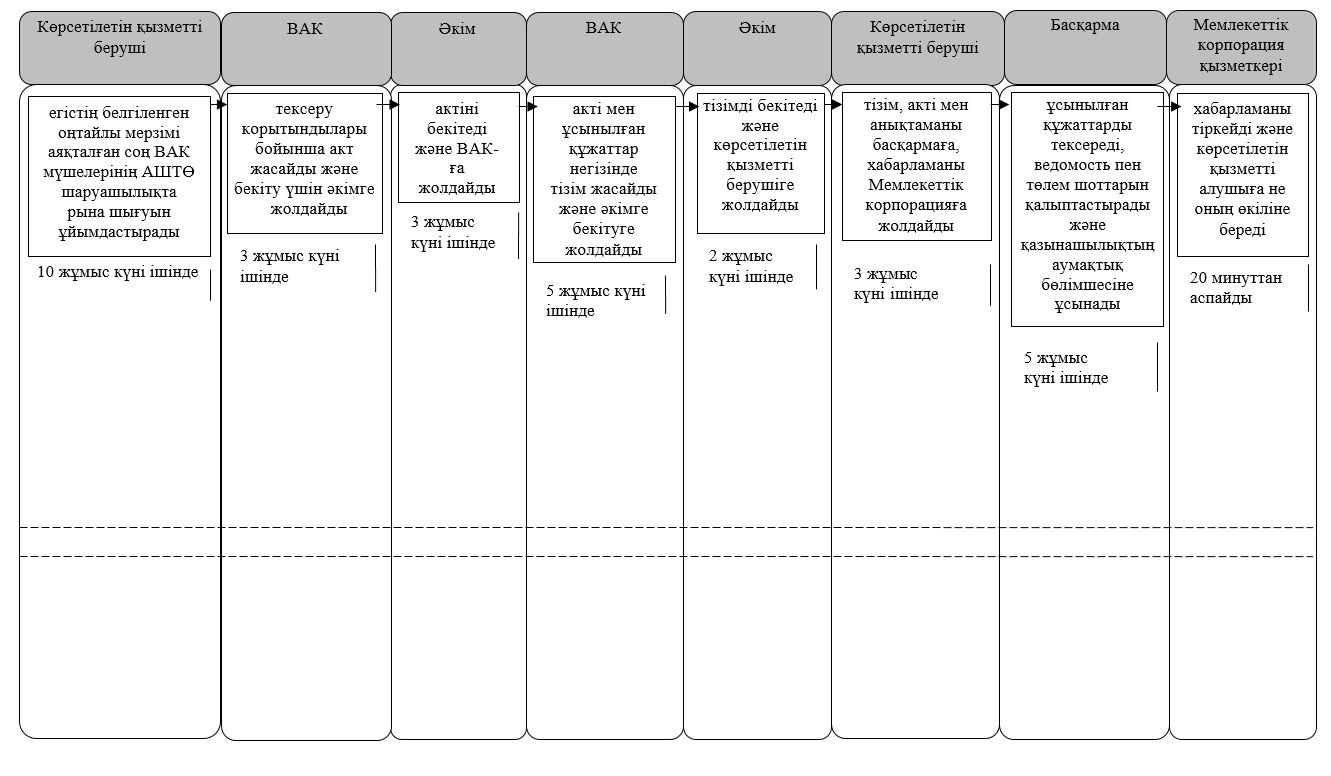 Көрсетілетін қызметті
беруші
ВАК
Әкім
ВАК
Әкім
Көрсетілетін
қызметті беруші
Басқарма
Мемлекеттік
корпорация
қызметкері
егістің белгіленген
оңтайлы мерзімі
аяқталған соң ВАК
мүшелерінің АШТӨ
шаруашылықта
рына шығуын
ұйымдастырады
10 жұмыс күні ішінде
тексеру
корытындылары
бойынша акт
жасайды және
бекіту үшін әкімге
жолдайды
3 жұмыс күні
ішінде
актіні
бекітеді
және ВАК-
ға
жолдайды
3 жұмыс
күні ішінде
акті мен
ұсынылған
құжаттар
негізінде
тізім жасайды
және әкімге
бекітуге
жолдайды
5 жұмыс күні
ішінде
тізімді бекітеді
және
көрсетілетін
қызметті
берушіге
жолдайды
2 жұмыс
күні ішінде
тізім, акті мен
анықтаманы
басқармаға,
хабарламаны
Мемлекеттік
корпорацияға
жолдайды
3 жұмыс
күні ішінде
ұсынылған
құжаттарды
тексереді,
ведомость пен
төлем шоттарын
қалыптастырады
және
қазынашылықтың
аумақтық
бөлімшесіне
ұсынады
5 жұмыс
күні ішінде
хабарламаны
тіркейді және
көрсетілетін
қызметті
алушыға не
оның өкіліне
береді
20 минуттан
аспайды